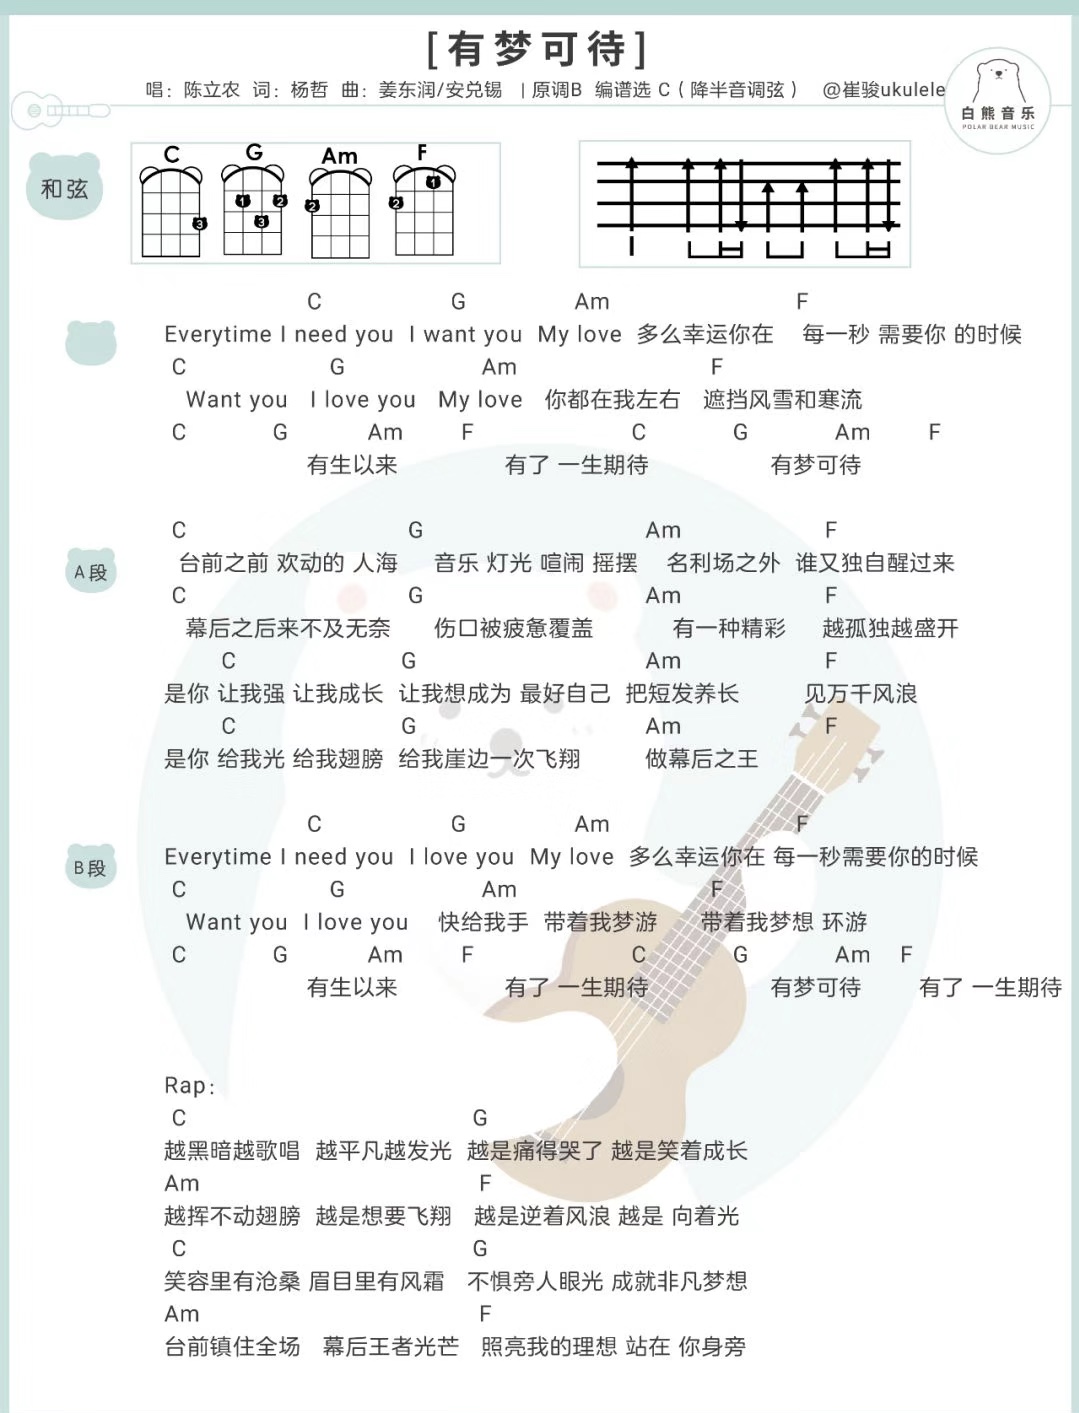 [有梦可待]
唱：陈立农 词：杨哲 曲：姜东润/安兑锡 | 原调B 编谱选 C（降半音调弦） @崔骏ukulele
白熊音乐
POLAR BEAR MUSIC
和弦
C G Am F
3 1 2 3 2 2 1
C G Am F
Everytime I need you I want you My love 多么幸运你在 每一秒 需要你 的时候
C G Am F
Want you I love you My love 你都在我左右 遮挡风雪和寒流
C G Am F C G Am F
有生以来 有了 一生期待 有梦可待
A段
C G Am F
台前之前 欢动的 人海 音乐 灯光 喧闹 摇摆 名利场之外 谁又独自醒过来
C G Am F
幕后之后来不及无奈 伤口被疲惫覆盖 有一种精彩 越孤独越盛开
C G Am F
是你 让我强 让我成长 让我想成为 最好自己 把短发养长 见万千风浪
C G Am F
是你 给我光 给我翅膀 给我崖边一次飞翔 做幕后之王
B段
C G Am F
Everytime I need you I love you My love 多么幸运你在 每一秒需要你的时候
C G Am F
Want you I love you 快给我手 带着我梦游 带着我梦想 环游
C G Am F C G Am F
有生以来 有了 一生期待 有梦可待 有了 一生期待
Rap：
C G
越黑暗越歌唱 越平凡越发光 越是痛得哭了 越是笑着成长
Am F
越挥不动翅膀 越是想要飞翔 越是逆着风浪 越是 向着光
C G
笑容里有沧桑 眉目里有风霜 不惧旁人眼光 成就非凡梦想
Am F
台前镇住全场 幕后王者光芒 照亮我的理想 站在 你身旁